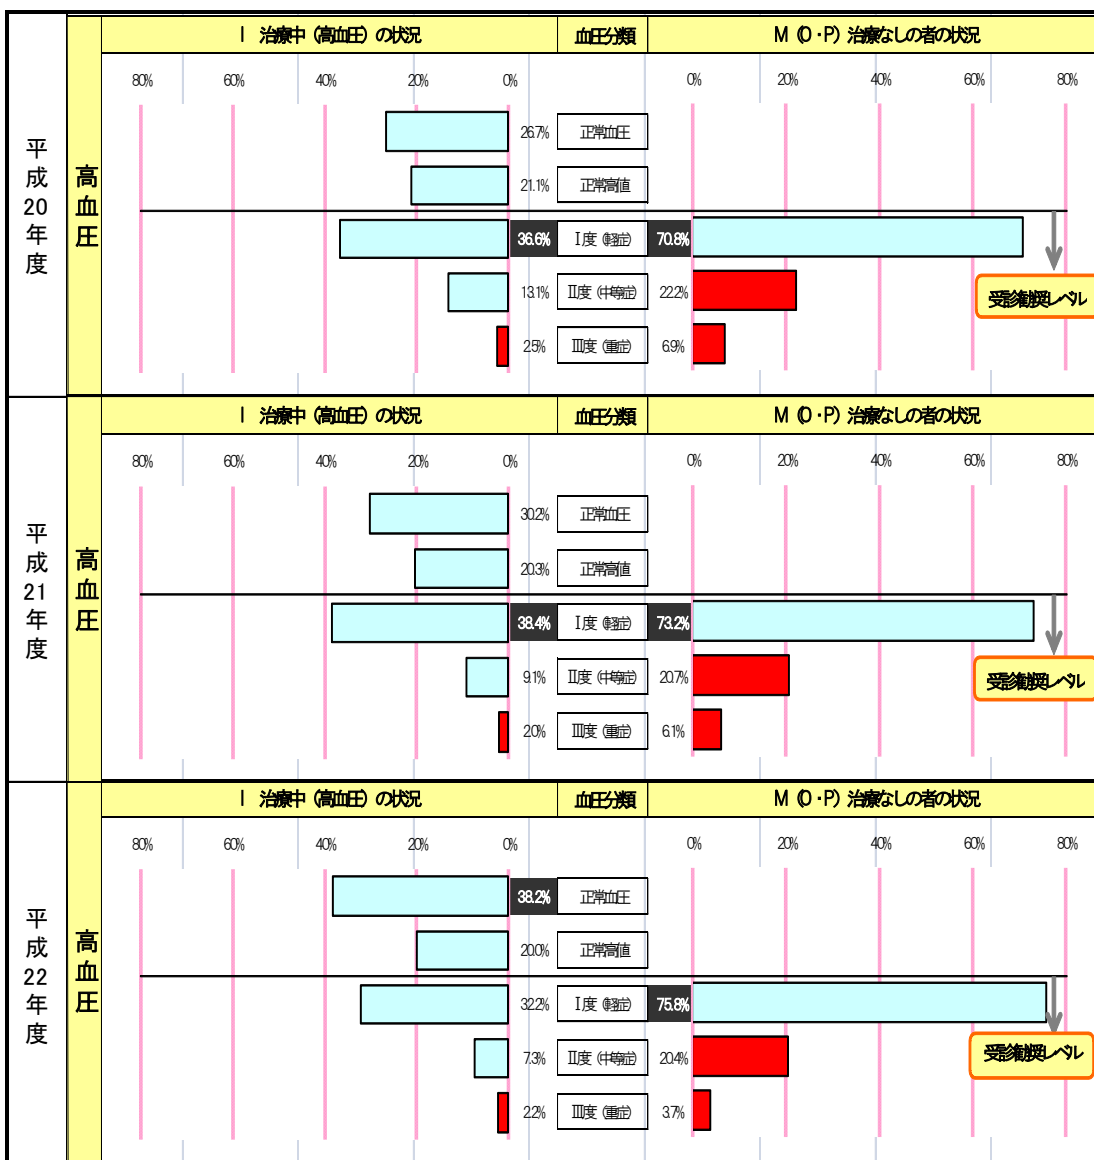 平成20年度
高血圧
I 治療中（高血圧）の状況 血圧分類 M（O・P）治療なしの者の状況
80% 60% 40% 20% 0% 0% 20% 40% 60% 80%
26.7% 正常血圧
21.1% 正常高値
36.6% Ⅰ度（軽症） 70.8%
13.1% Ⅱ度（中等症） 22.2%
受診勧奨レベル
2.5% Ⅲ度（重症） 6.9%
平成21年度
高血圧
I 治療中（高血圧）の状況 血圧分類 M（O・P）治療なしの者の状況
80% 60% 40% 20% 0% 0% 20% 40% 60% 80%
30.2% 正常血圧
20.3% 正常高値
38.4% Ⅰ度（軽症） 73.2%
9.1% Ⅱ度（中等症） 20.7%
受診勧奨レベル
2.0% Ⅲ度（重症） 6.1%
平成22年度
高血圧
I 治療中（高血圧）の状況 血圧分類 M（O・P）治療なしの者の状況
80% 60% 40% 20% 0% 0% 20% 40% 60% 80%
38.2% 正常血圧
20.0% 正常高値
32.2% Ⅰ度（軽症） 75.8%
7.3% Ⅱ度（中等症） 20.4%
受診勧奨レベル
2.2% Ⅲ度（重症） 3.7%